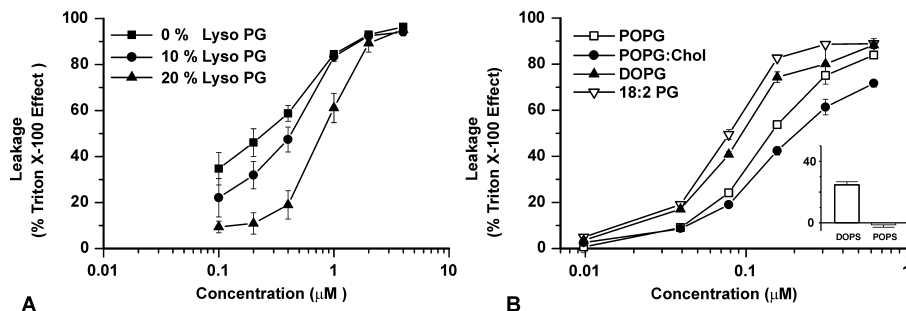 100
80
60
40
20
0
Leakage
(% Triton X-100 Effect )
0 % Lyso PG
10 % Lyso PG
20 % Lyso PG
0.01
0.1
1
10
Concentration (μM )
A
100
80
60
40
20
0
Leakage
(% Triton X-100 Effect)
POPG
POPG:Chol
DOPG
18:2 PG
40
0
DOPS
POPS
0.01
0.1
1
Concentration (μM)
B